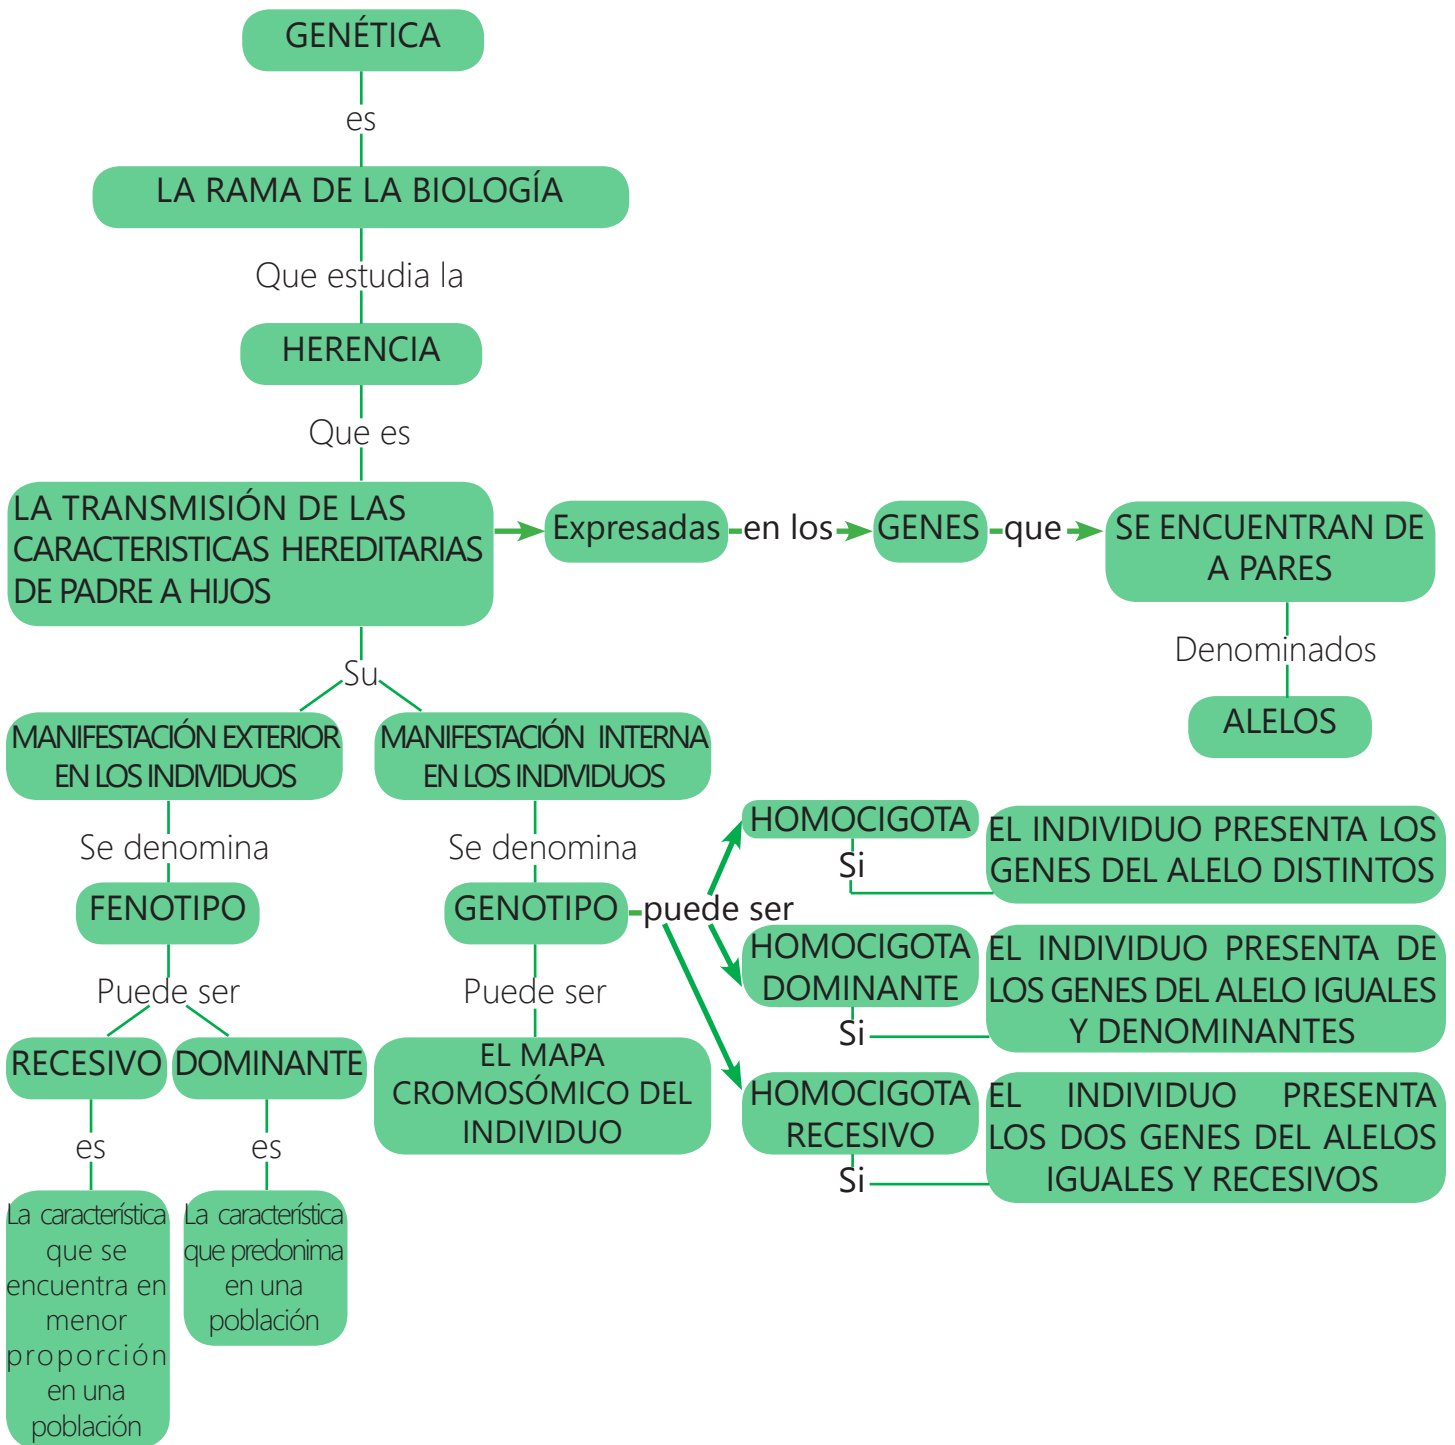 GENÉTICA
es
LA RAMA DE LA BIOLOGÍA
Que estudia la
HERENCIA
Que es
LA TRANSMISIÓN DE LAS
CARACTERISTICAS HEREDITARIAS
DE PADRE A HIJOS
Expresadas
en los
GENES
que
SE ENCUENTRAN DE
A PARES
Denominados
ALELOS
Su
MANIFESTACIÓN EXTERIOR
EN LOS INDIVIDUOS
Se denomina
FENOTIPO
Puede ser
RECESIVO
es
La característica
que se
encuentra en
menor
proporción
en una
población
DOMINANTE
es
La característica
que predonima
en una
población
MANIFESTACIÓN INTERNA
EN LOS INDIVIDUOS
Se denomina
GENOTIPO
Puede ser
EL MAPA
CROMOSÓMICO DEL
INDIVIDUO
puede ser
HOMOCIGOTA
Si
EL INDIVIDUO PRESENTA LOS
GENES DEL ALELO DISTINTOS
HOMOCIGOTA
DOMINANTE
Si
EL INDIVIDUO PRESENTA DE
LOS GENES DEL ALELO IGUALES
Y DENOMINANTES
HOMOCIGOTA
RECESIVO
Si
EL INDIVIDUO PRESENTA
LOS DOS GENES DEL ALELOS
IGUALES Y RECESIVOS